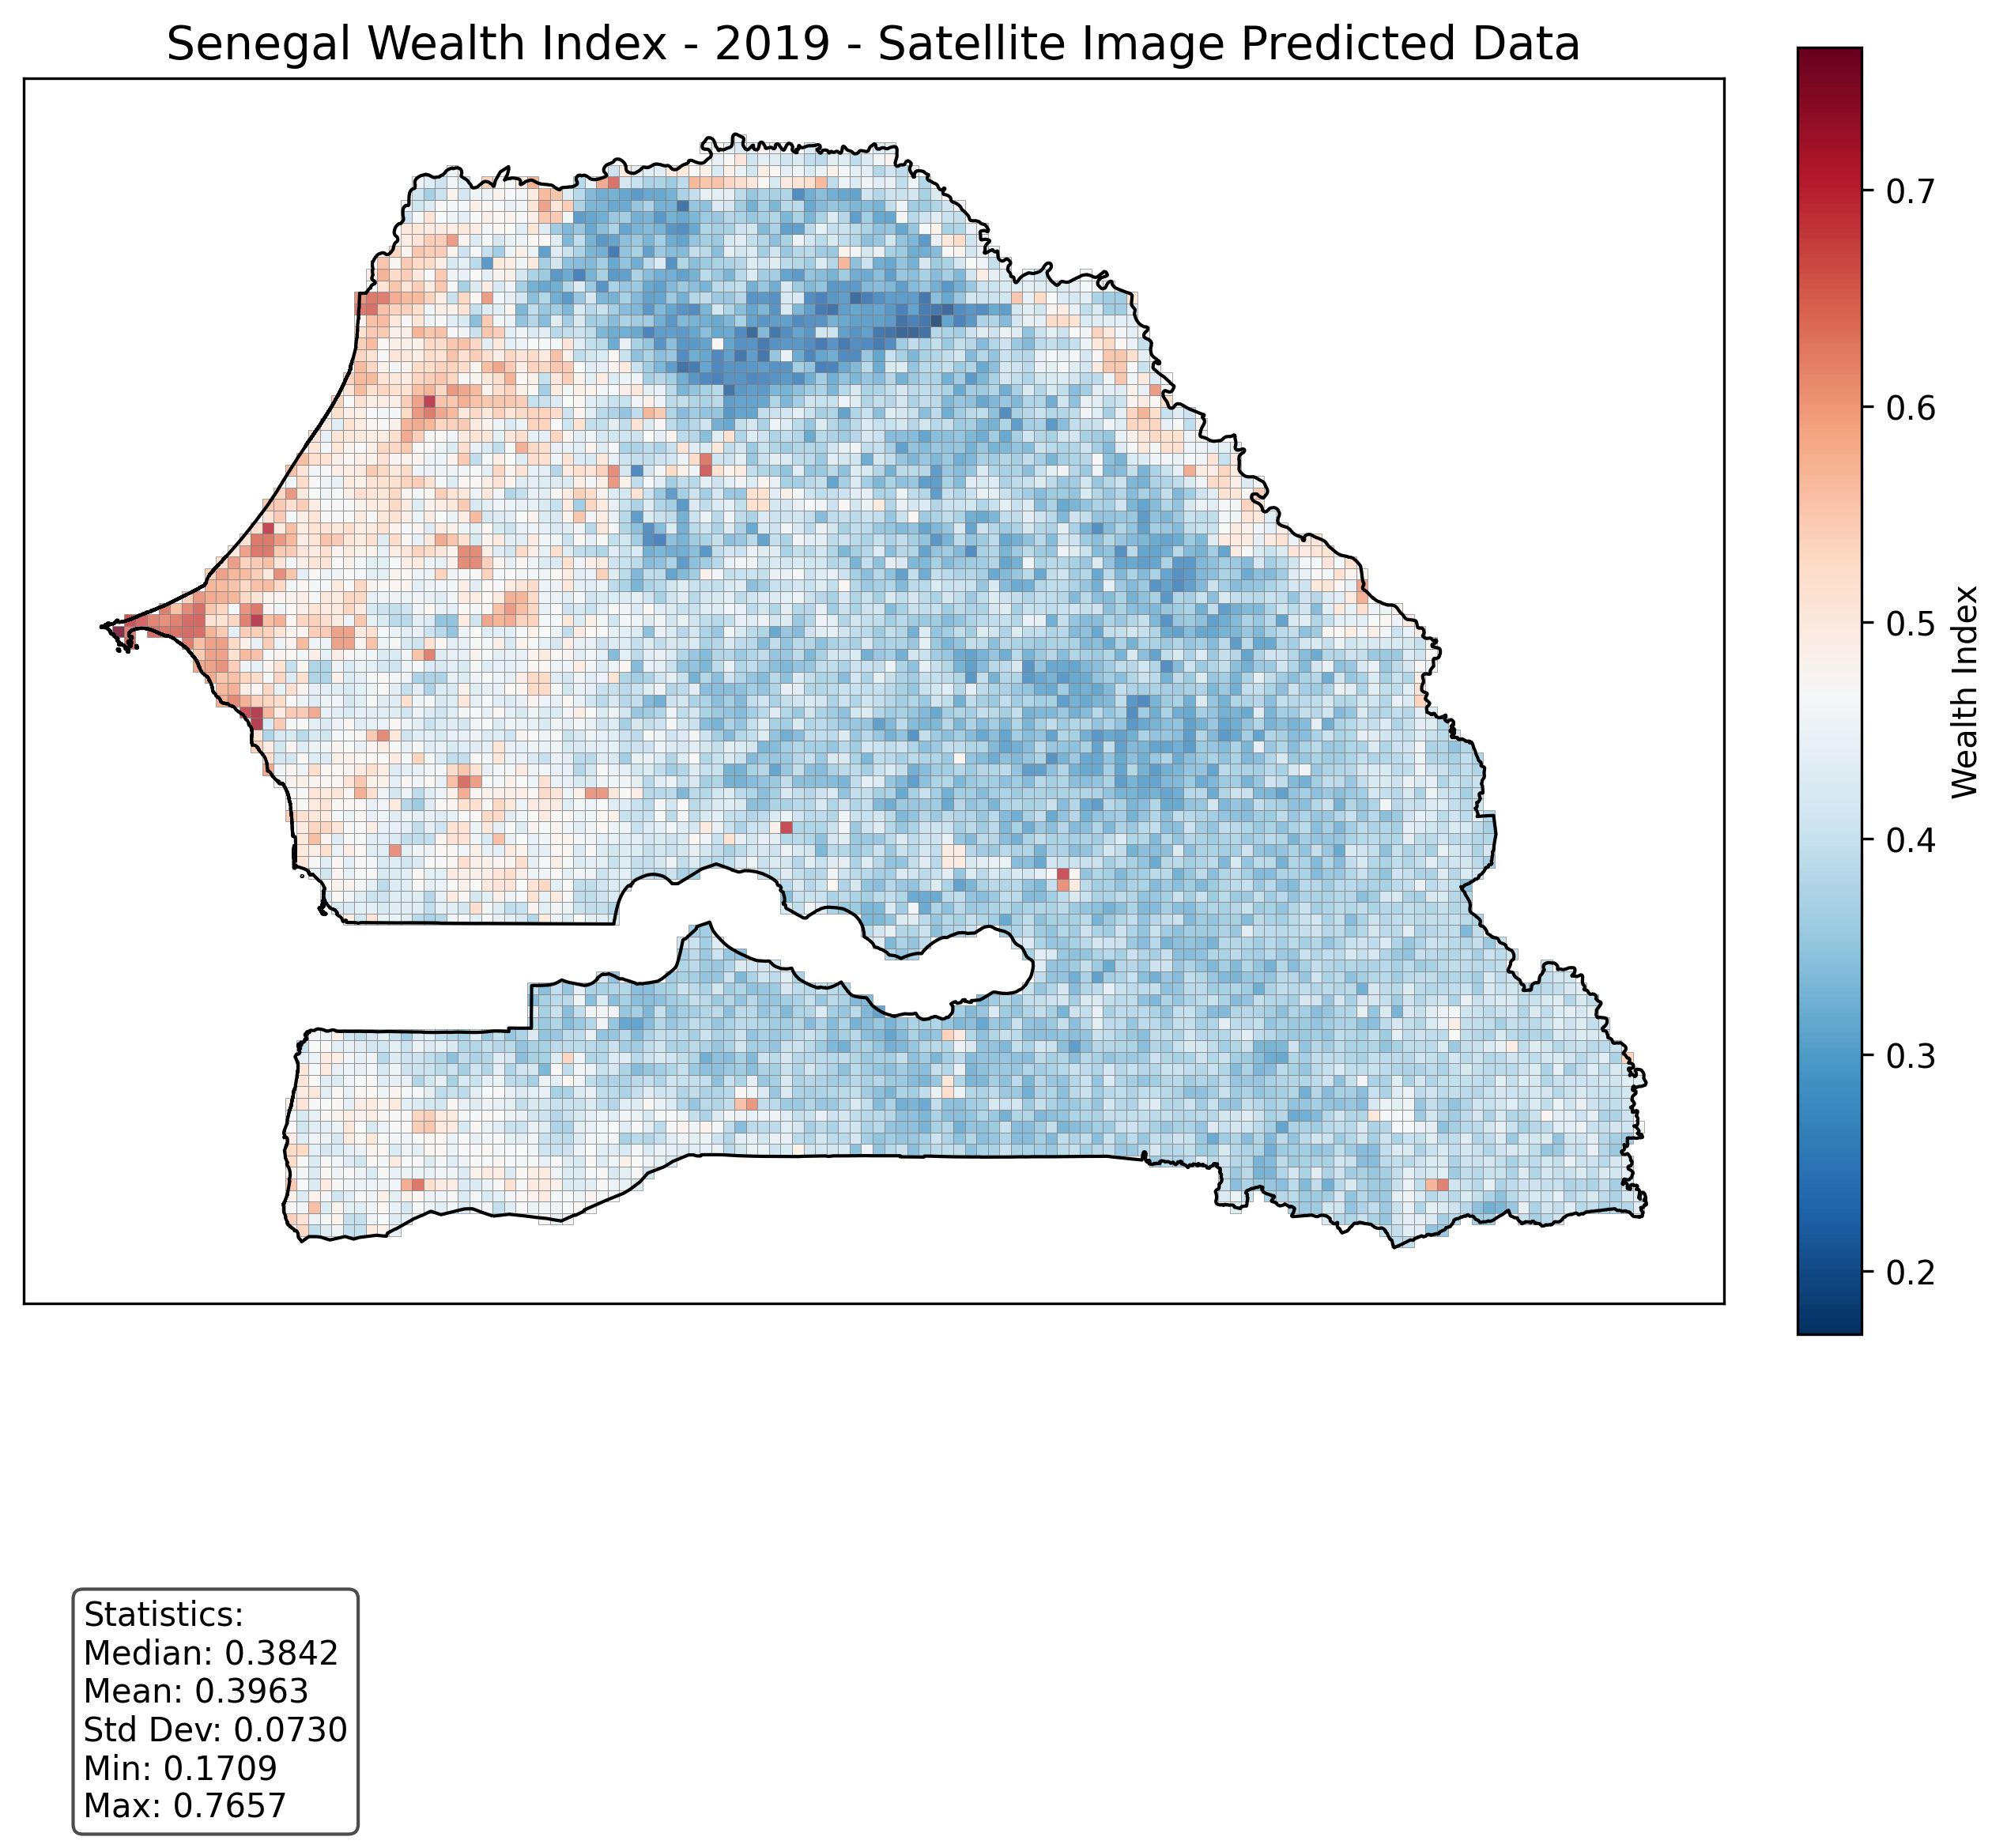 Senegal Wealth Index - 2019 - Satellite Image Predicted Data
0.7
0.6
0.5
0.4
0.3
0.2
Wealth Index
Statistics:
Median: 0.3842
Mean: 0.3963
Std Dev: 0.0730
Min: 0.1709
Max: 0.7657